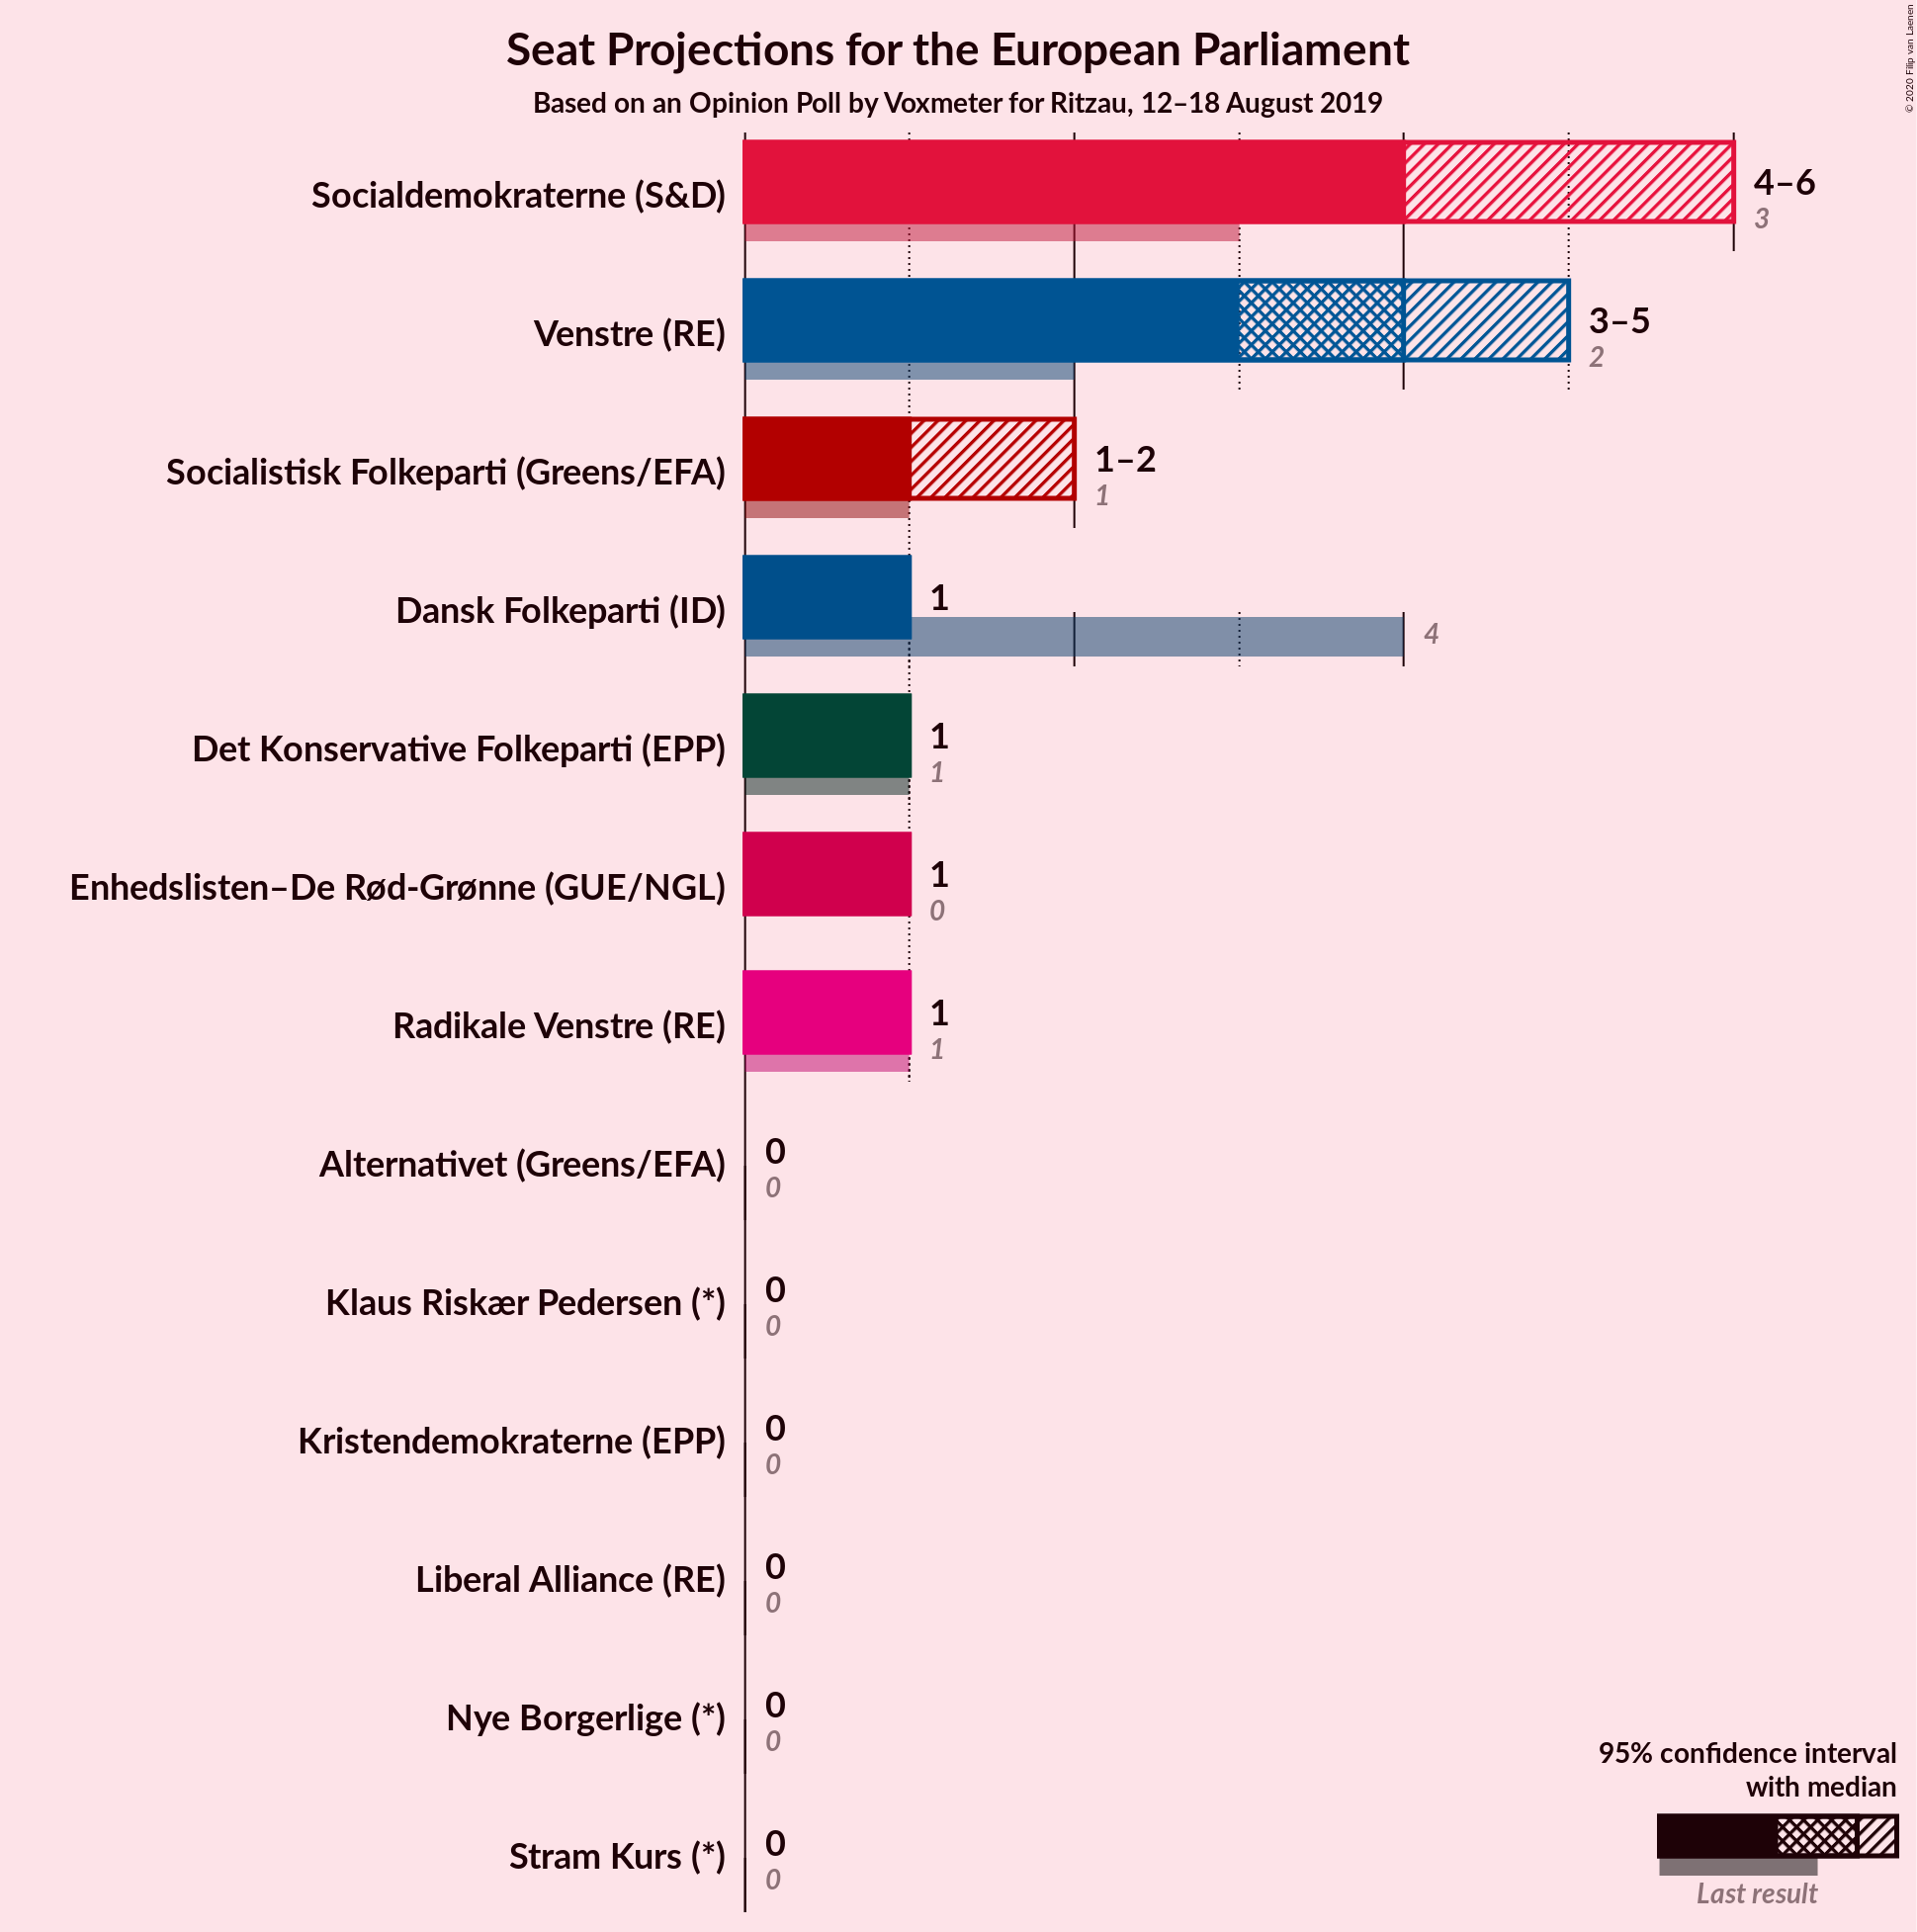 Seat Projections for the European Parliament
Based on an Opinion Poll by Voxmeter for Ritzau, 12–18 August 2019
© 2020 Filip van Laenen
Socialdemokraterne (S&D)
4–6
3
Venstre (RE)
3–5
2
Socialistisk Folkeparti (Greens/EFA)
1–2
1
Dansk Folkeparti (ID)
1
4
Det Konservative Folkeparti (EPP)
1
1
Enhedslisten–De Rød-Grønne (GUE/NGL)
1
0
Radikale Venstre (RE)
1
1
Alternativet (Greens/EFA)
0
0
Klaus Riskær Pedersen (*)
0
0
Kristendemokraterne (EPP)
0
0
Liberal Alliance (RE)
0
0
Nye Borgerlige (*)
0
0
Stram Kurs (*)
0
0
95% confidence interval
with median
Last result